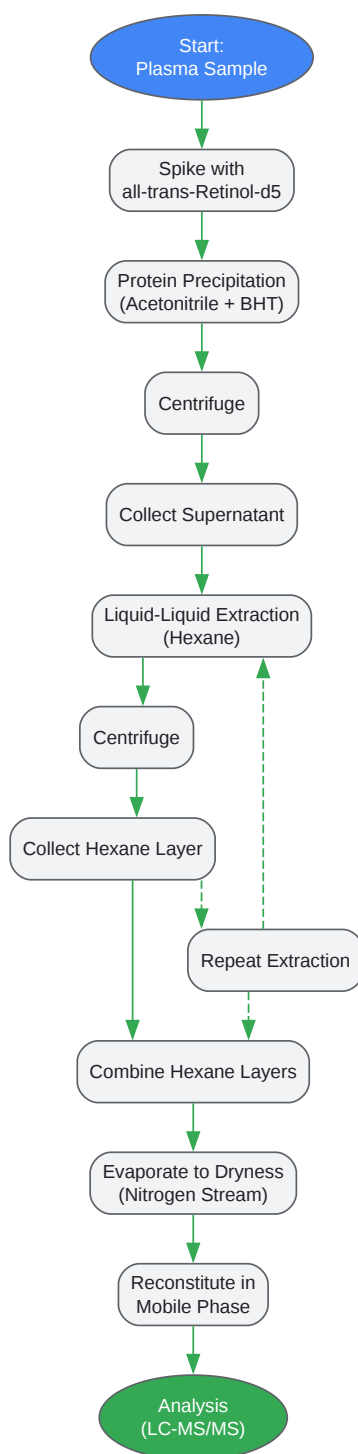 Start:
Plasma Sample
Spike with
all-trans-Retinol-d5
Protein Precipitation
(Acetonitrile + BHT)
Centrifuge
Collect Supernatant
Liquid-Liquid Extraction
(Hexane)
Centrifuge
Collect Hexane Layer
Repeat Extraction
Combine Hexane Layers
Evaporate to Dryness
(Nitrogen Stream)
Reconstitute in
Mobile Phase
Analysis
(LC-MS/MS)